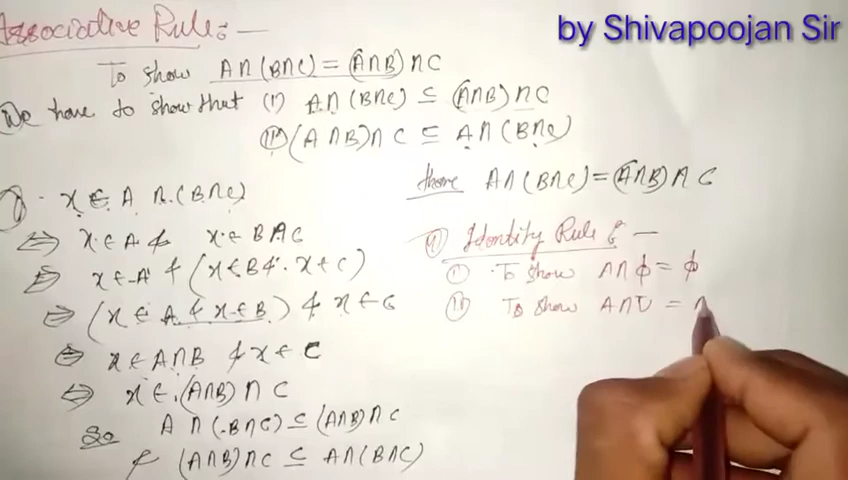 by Shivapoojan Sir
Associative Rule :—
To show A∩(B∩C) = (A∩B)∩C
We have to show that (i) A∩(B∩C) ⊆ (A∩B)∩C
(ii) (A∩B)∩C ⊆ A∩(B∩C)
x ∈ A ∩ (B∩C)
⇔ x ∈ A & x ∈ B∩C
⇔ x ∈ A & (x ∈ B & x ∈ C)
⇔ (x ∈ A & x ∈ B) & x ∈ C
⇔ x ∈ A∩B & x ∈ C
⇔ x ∈ (A∩B) ∩ C
So A ∩ (B∩C) ⊆ (A∩B)∩C
& (A∩B)∩C ⊆ A∩(B∩C)
A∩(B∩C) = (A∩B)∩C
Identity Rule :—
(i) To show A∩ϕ = ϕ
(ii) To show A∩U =